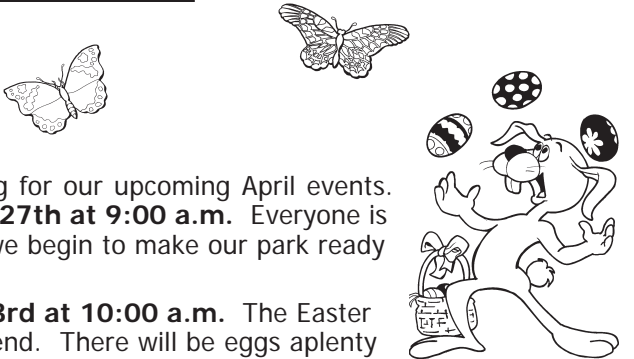 g for our upcoming April events.
27th at 9:00 a.m. Everyone is
we begin to make our park ready
3rd at 10:00 a.m. The Easter
end. There will be eggs aplenty